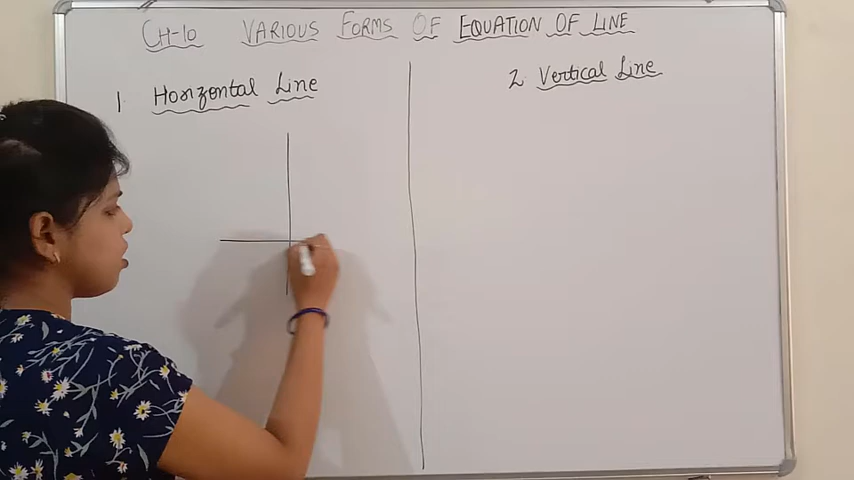 CH-10 VARIOUS FORMS OF EQUATION OF LINE
1 Horizontal Line
2. Vertical Line